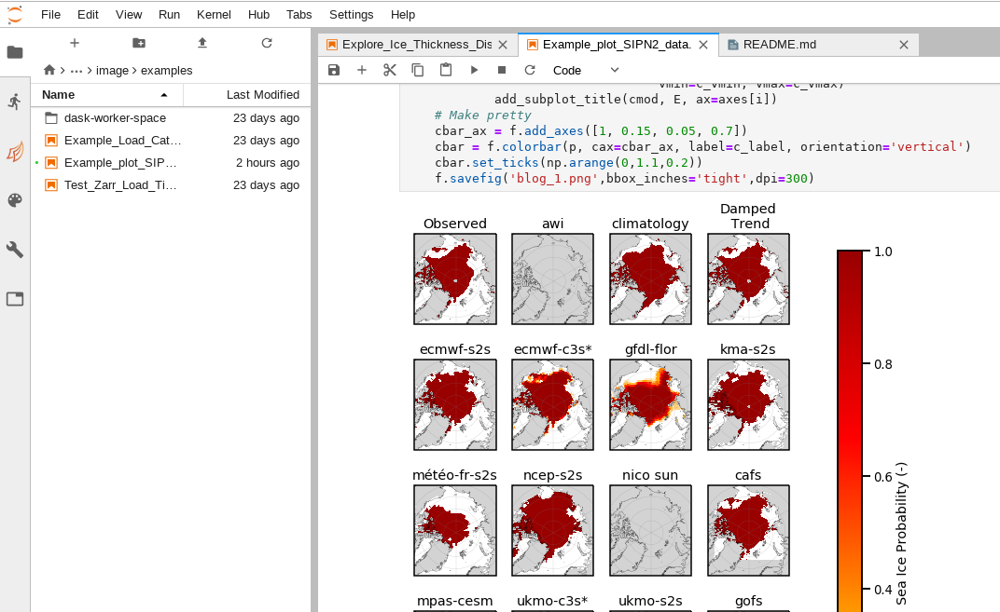 File Edit View Run Kernel Hub Tabs Settings Help
Explore_Ice_Thickness_Dis
Example_plot_SIPN2_data.
README.md
… image examples
Code
Name Last Modified
dask-worker-space 23 days ago
Example_Load_Cat… 23 days ago
Example_plot_SIP… 2 hours ago
Test_Zarr_Load_Ti… 23 days ago
vmin=c_vmin, vmax=c_vmax)
add_subplot_title(cmod, E, ax=axes[i])
# Make pretty
cbar_ax = f.add_axes([1, 0.15, 0.05, 0.7])
cbar = f.colorbar(p, cax=cbar_ax, label=c_label, orientation='vertical')
cbar.set_ticks(np.arange(0,1.1,0.2))
f.savefig('blog_1.png',bbox_inches='tight',dpi=300)
Observed awi climatology Damped
Trend
ecmwf-s2s ecmwf-c3s* gfdl-flor kma-s2s
météo-fr-s2s ncep-s2s nico sun cafs
mpas-cesm ukmo-c3s* ukmo-s2s gofs
1.0
0.8
0.6
0.4
Sea Ice Probability (-)